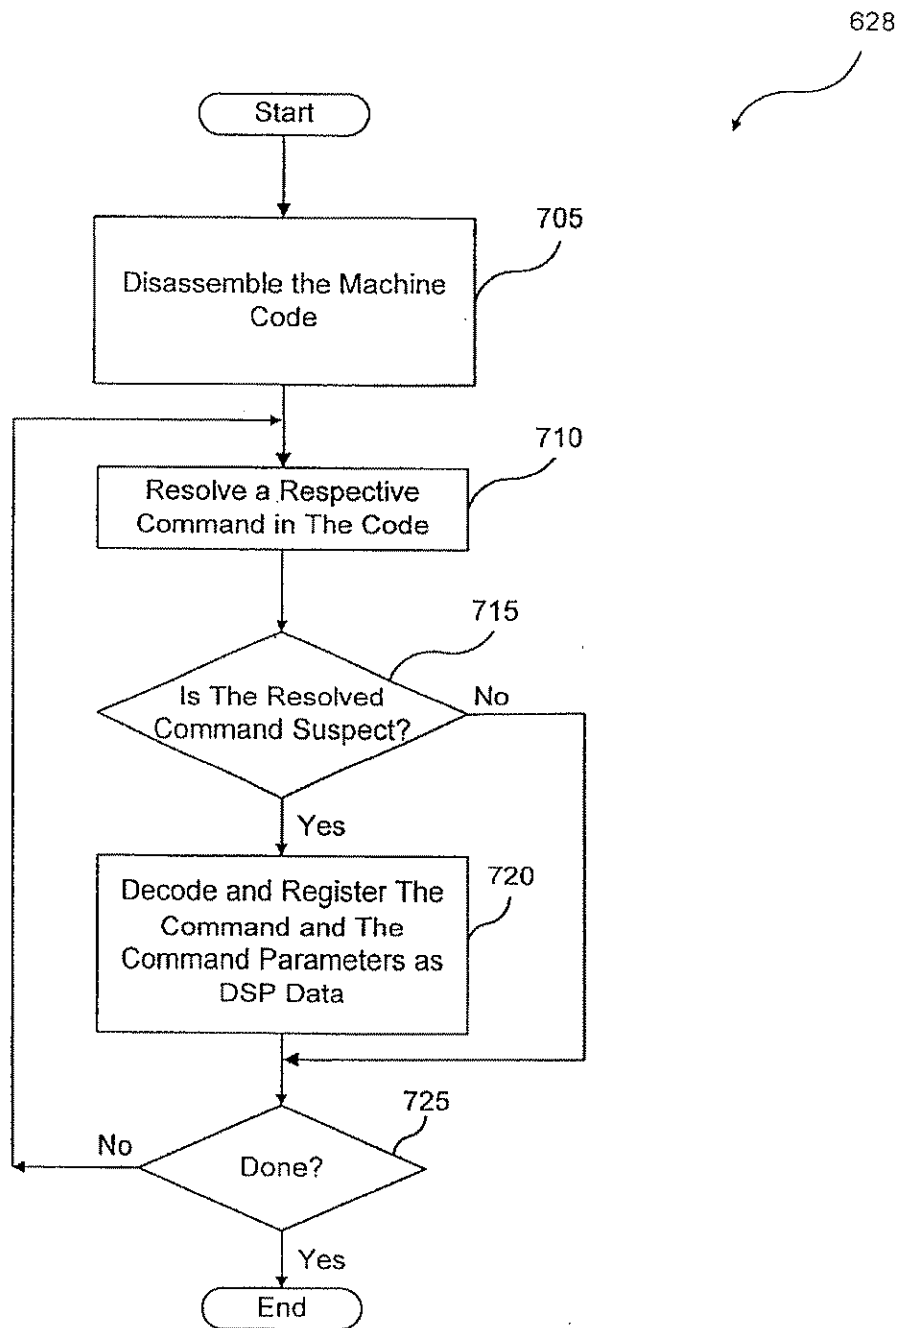 628
Start
705
Disassemble the Machine
Code
710
Resolve a Respective
Command in The Code
715
Is The Resolved
Command Suspect?
No
Yes
720
Decode and Register The
Command and The
Command Parameters as
DSP Data
725
No
Done?
Yes
End